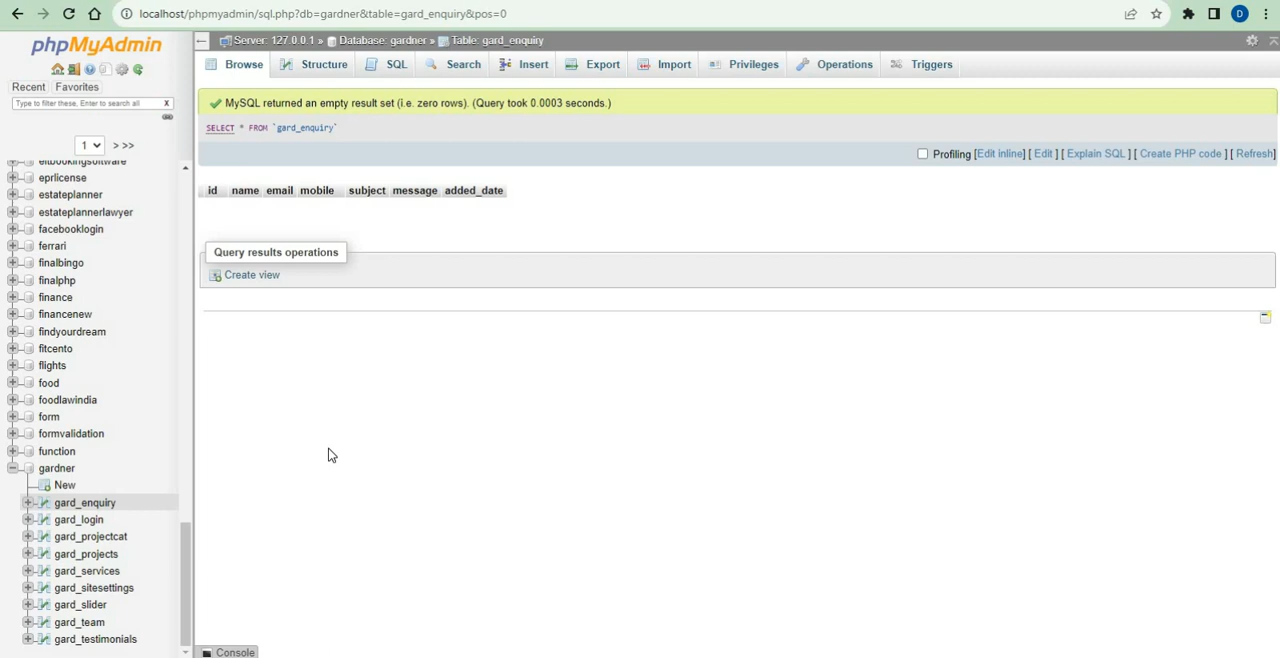 localhost/phpmyadmin/sql.php?db=gardner&table=gard_enquiry&pos=0
D
phpMyAdmin
Recent Favorites
Type to filter these, Enter to search all X
1 > >>
eltbookingsoftware
eprlicense
estateplanner
estateplannerlawyer
facebooklogin
ferrari
finalbingo
finalphp
finance
financenew
findyourdream
fitcento
flights
food
foodlawindia
form
formvalidation
function
gardner
New
gard_enquiry
gard_login
gard_projectcat
gard_projects
gard_services
gard_sitesettings
gard_slider
gard_team
gard_testimonials
Server: 127.0.0.1 » Database: gardner » Table: gard_enquiry
Browse Structure SQL Search Insert Export Import Privileges Operations Triggers
MySQL returned an empty result set (i.e. zero rows). (Query took 0.0003 seconds.)
SELECT * FROM `gard_enquiry`
Profiling [Edit inline] [ Edit ] [ Explain SQL ] [ Create PHP code ] [ Refresh]
id name email mobile subject message added_date
Query results operations
Create view
Console